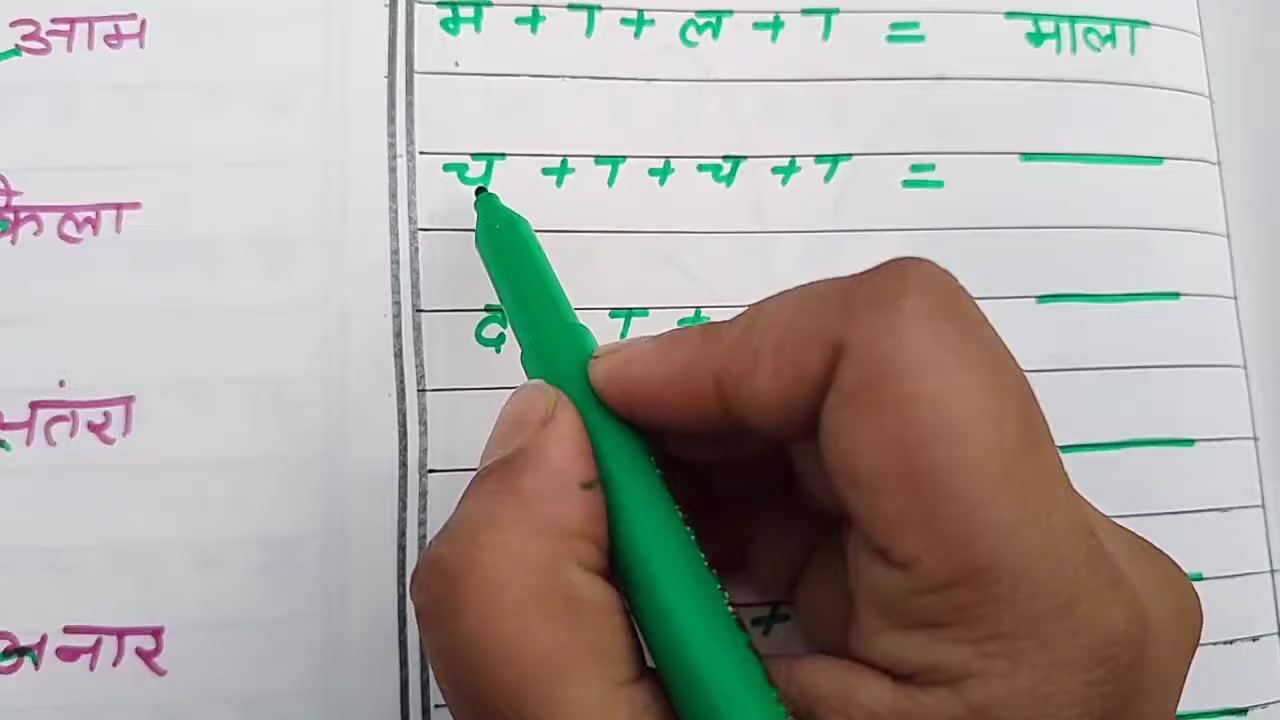 आम
केला
संतरा
अनार
म + ा + ल + ा = माला
च + ा + च + ा =
द ा +
+